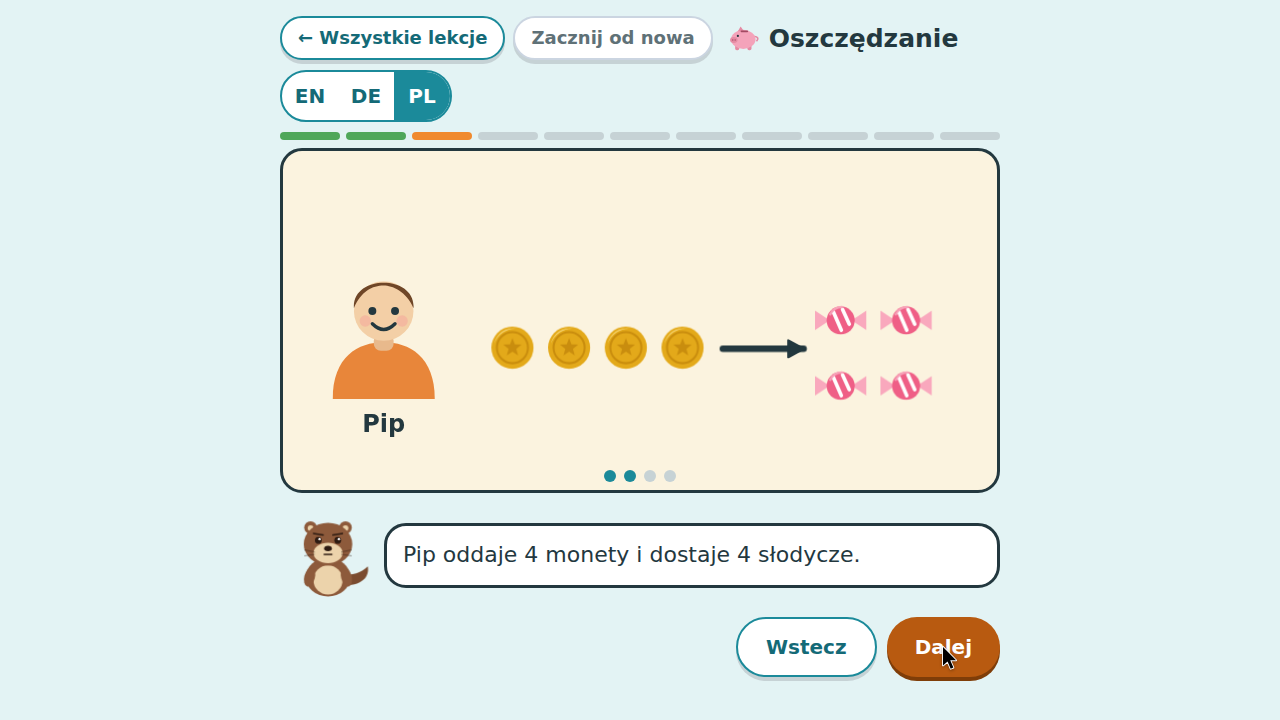 ← Wszystkie lekcje
Zacznij od nowa
Oszczędzanie
EN DE PL
Pip
Pip oddaje 4 monety i dostaje 4 słodycze.
Wstecz
Dalej